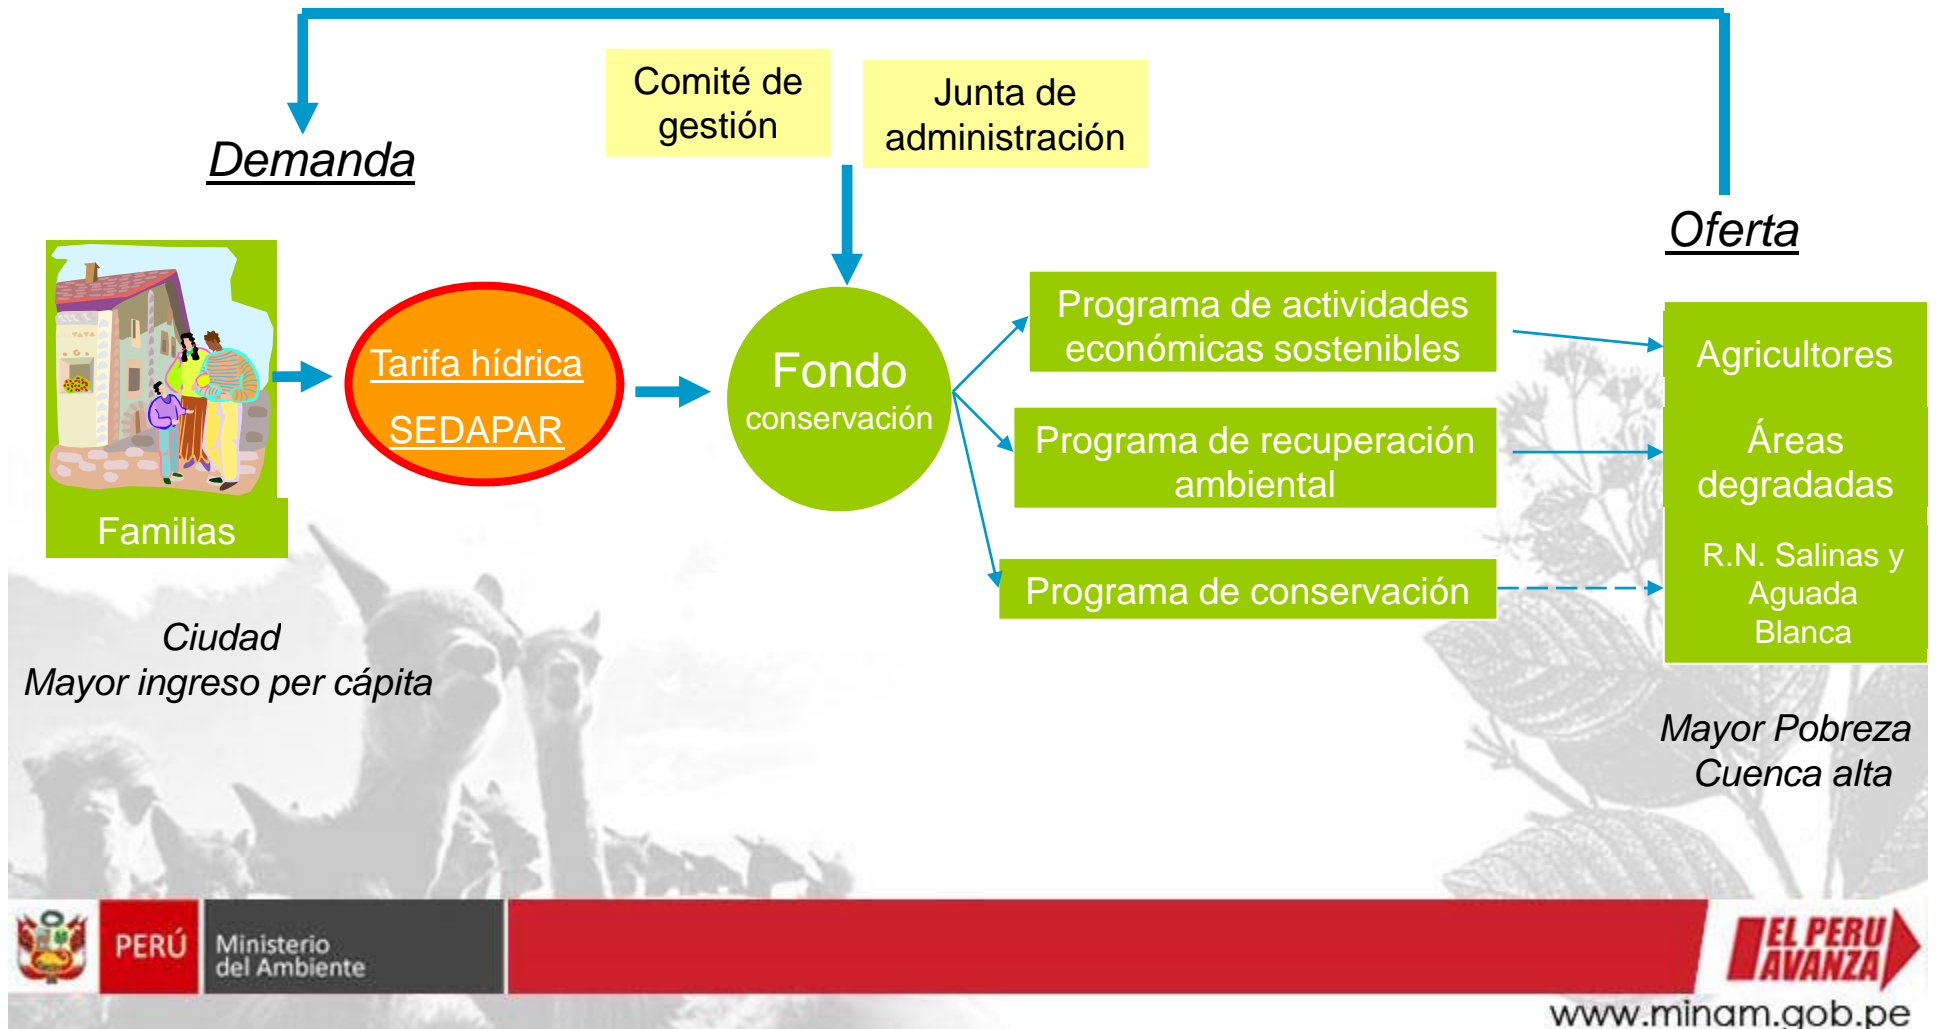 Comité de
gestión
Junta de
administración
Demanda
Oferta
Familias
Tarifa hídrica
SEDAPAR
Fondo
conservación
Programa de actividades
económicas sostenibles
Programa de recuperación
ambiental
Programa de conservación
Agricultores
Áreas
degradadas
R.N. Salinas y
Aguada
Blanca
Ciudad
Mayor ingreso per cápita
Mayor Pobreza
Cuenca alta
PERÚ
Ministerio
del Ambiente
EL PERU
AVANZA
www.minam.gob.pe